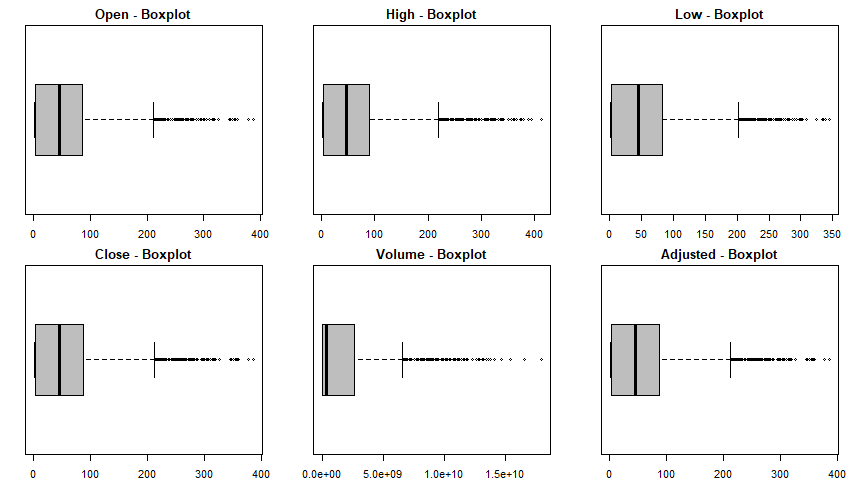 Open - Boxplot
0 100 200 300 400
High - Boxplot
0 100 200 300 400
Low - Boxplot
0 50 100 150 200 250 300 350
Close - Boxplot
0 100 200 300 400
Volume - Boxplot
0.0e+00 5.0e+09 1.0e+10 1.5e+10
Adjusted - Boxplot
0 100 200 300 400